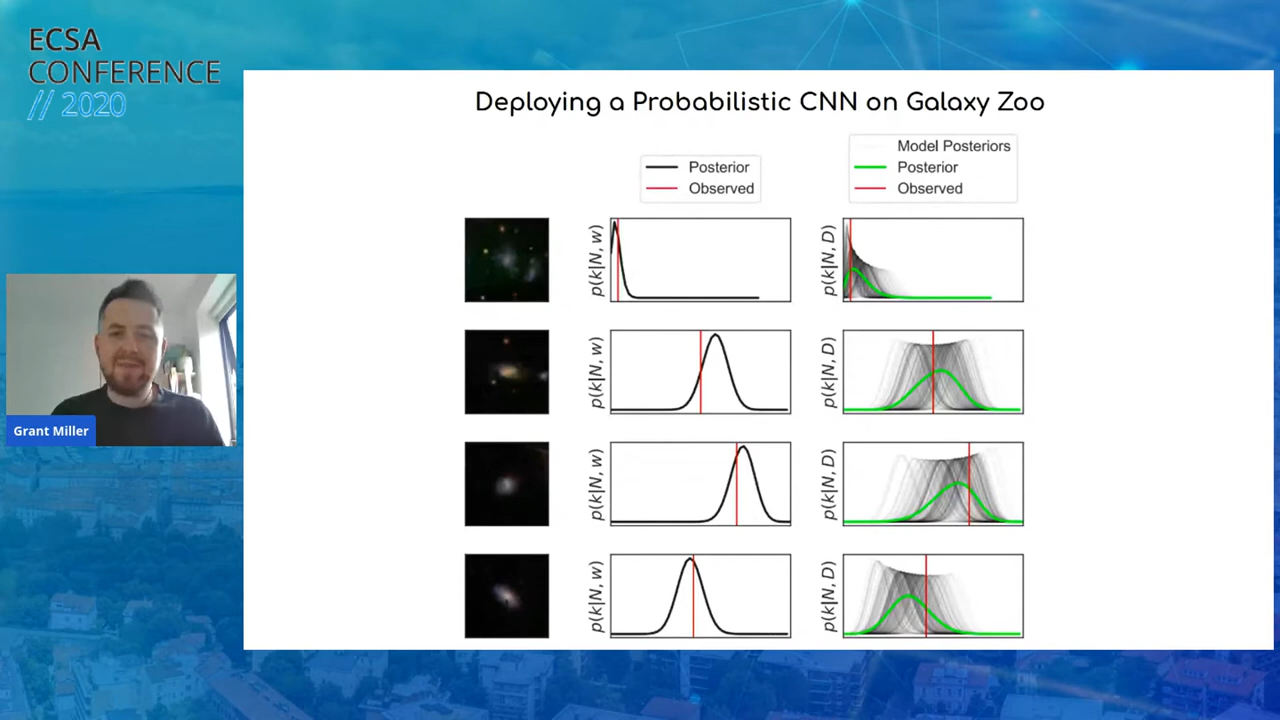 ECSA
CONFERENCE
// 2020
Deploying a Probabilistic CNN on Galaxy Zoo
Posterior
Observed
Model Posteriors
Posterior
Observed
p(k|N, w)
p(k|N, D)
p(k|N, w)
p(k|N, D)
Grant Miller
p(k|N, w)
p(k|N, D)
p(k|N, w)
p(k|N, D)